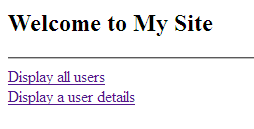 Welcome to My Site
Display all users
Display a user details